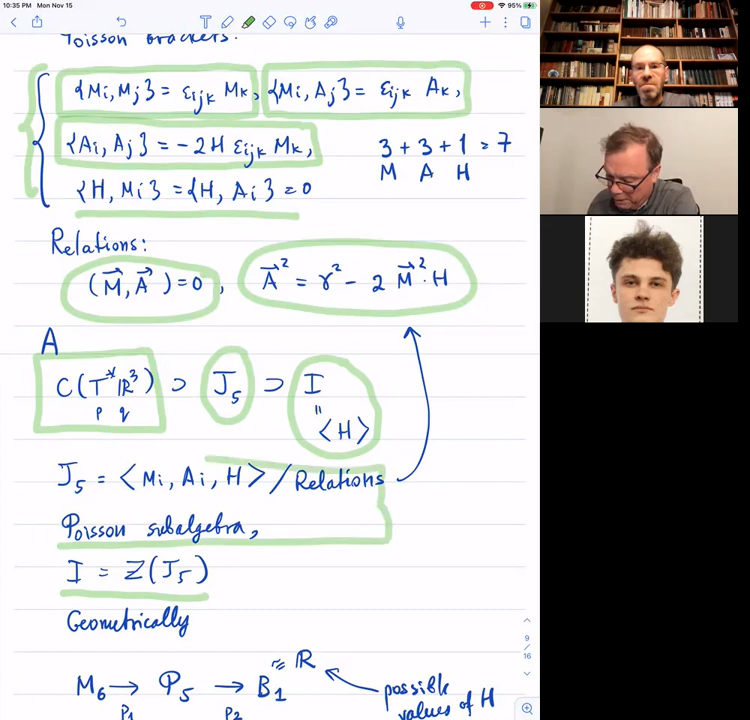 10:35 PM Mon Nov 15
95%
Poisson brackets:
{Mi, Mj} = εijk Mk, {Mi, Aj} = εijk Ak,
{Ai, Aj} = -2H εijk Mk, 3 + 3 + 1 = 7
M A H
{H, Mi} = {H, Ai} = 0
Relations:
(M⃗, A⃗) = 0, A⃗² = γ² - 2 M⃗²·H
A
C(T*ℝ³) ⊃ J₅ ⊃ I
p q "
<H>
J₅ = <Mi, Ai, H> / Relations
Poisson subalgebra,
I = Z(J₅)
Geometrically
≈ ℝ
M₆ → P₅ → B₁
possible
p₁ p₂ values of H
9
16